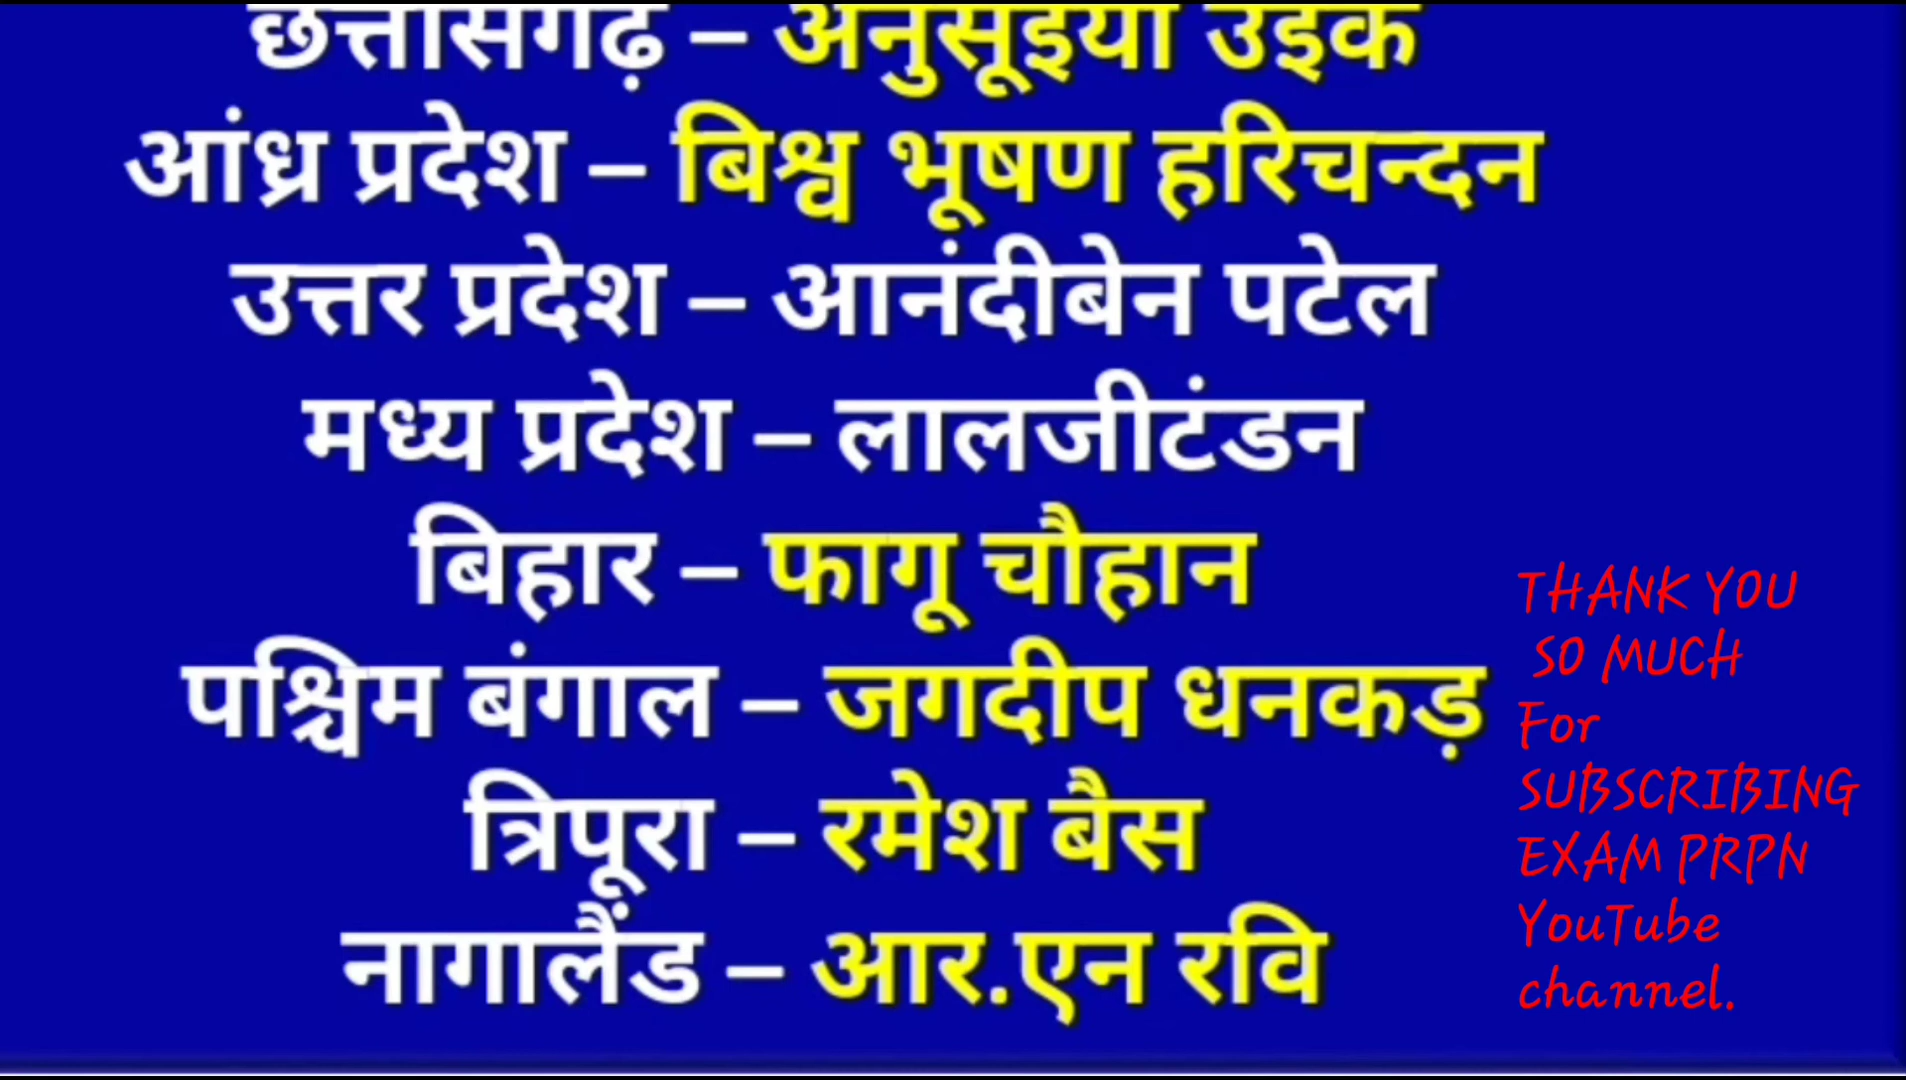 छत्तीसगढ़ – अनुसूइया उइके
आंध्र प्रदेश – बिश्व भूषण हरिचन्दन
उत्तर प्रदेश – आनंदीबेन पटेल
मध्य प्रदेश – लालजीटंडन
बिहार – फागू चौहान
पश्चिम बंगाल – जगदीप धनकड़
त्रिपूरा – रमेश बैस
नागालैंड – आर.एन रवि
THANK YOU
SO MUCH
For
SUBSCRIBING
EXAM PRPN
YouTube
channel.